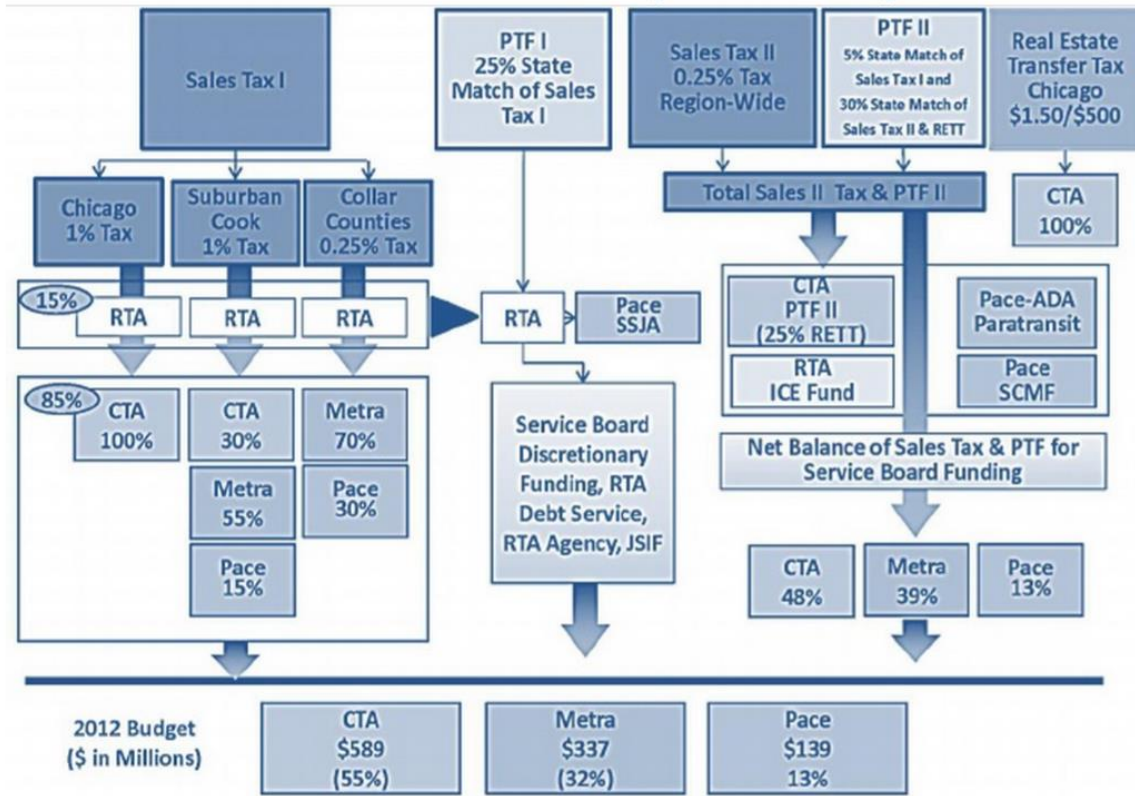 Sales Tax I
PTF I
25% State
Match of Sales
Tax I
Sales Tax II
0.25% Tax
Region-Wide
PTF II
5% State Match of
Sales Tax I and
30% State Match of
Sales Tax II & RETT
Real Estate
Transfer Tax
Chicago
$1.50/$500
Chicago
1% Tax
Suburban
Cook
1% Tax
Collar
Counties
0.25% Tax
Total Sales II Tax & PTF II
CTA
100%
15%
RTA
RTA
RTA
RTA
Pace
SSJA
CTA
PTF II
(25% RETT)
RTA
ICE Fund
Pace-ADA
Paratransit
Pace
SCMF
85%
CTA
100%
CTA
30%
Metra
55%
Pace
15%
Metra
70%
Pace
30%
Service Board
Discretionary
Funding, RTA
Debt Service,
RTA Agency, JSIF
Net Balance of Sales Tax & PTF for
Service Board Funding
CTA
48%
Metra
39%
Pace
13%
2012 Budget
($ in Millions)
CTA
$589
(55%)
Metra
$337
(32%)
Pace
$139
13%